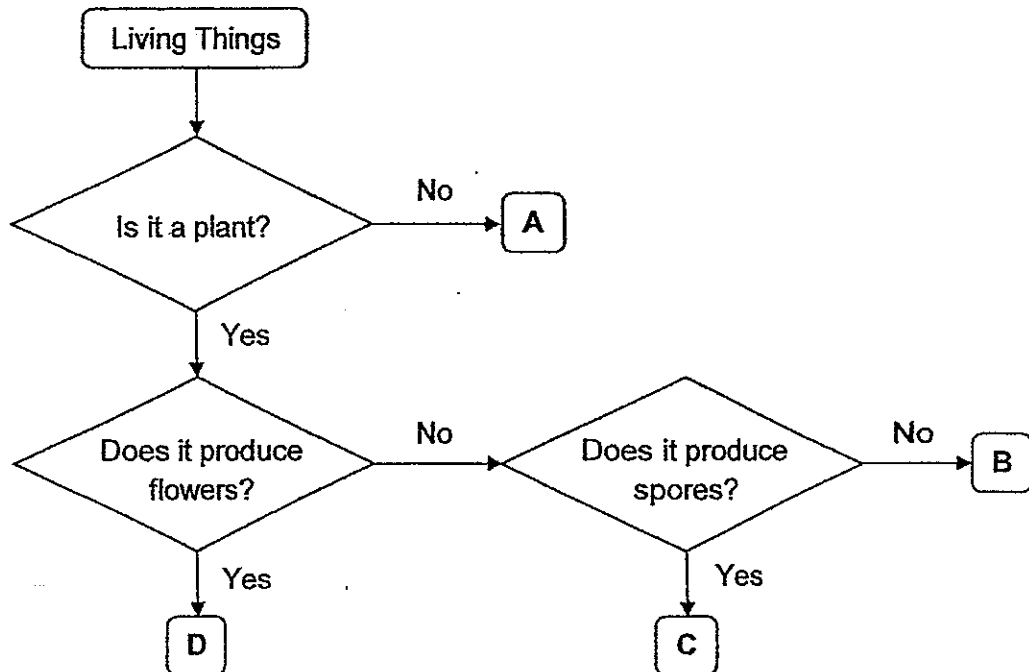 Living Things
No
Is it a plant?
A
Yes
Does it produce
flowers?
No
Does it produce
spores?
No
B
Yes
Yes
D
C